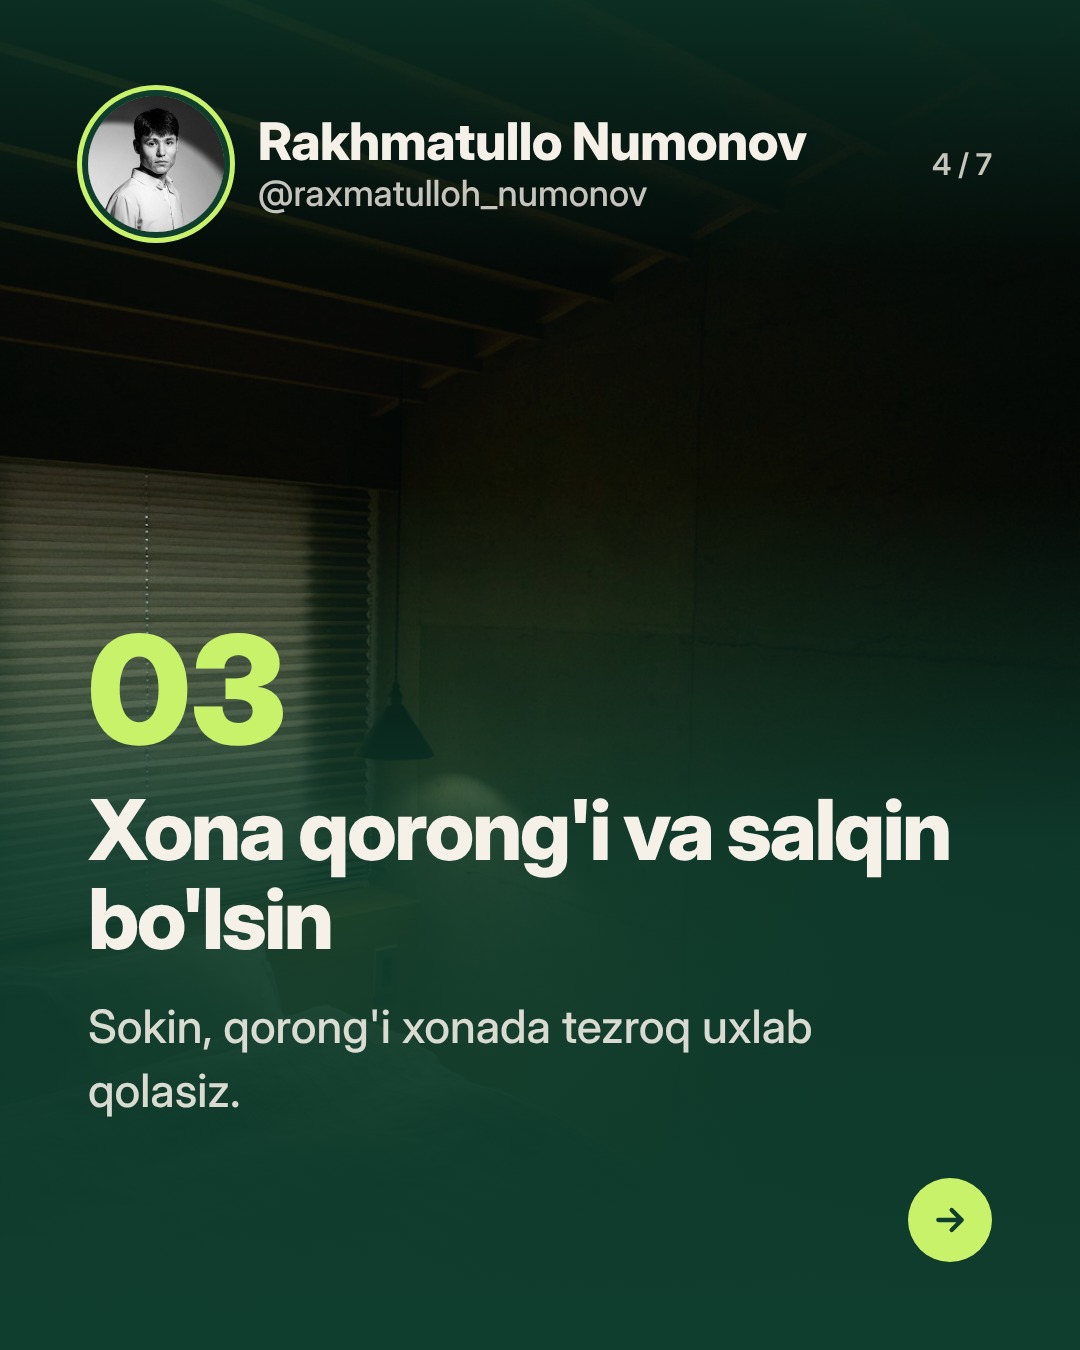 Rakhmatullo Numonov
@raxmatulloh_numonov
4 / 7
03
Xona qorong'i va salqin
bo'lsin
Sokin, qorong'i xonada tezroq uxlab
qolasiz.